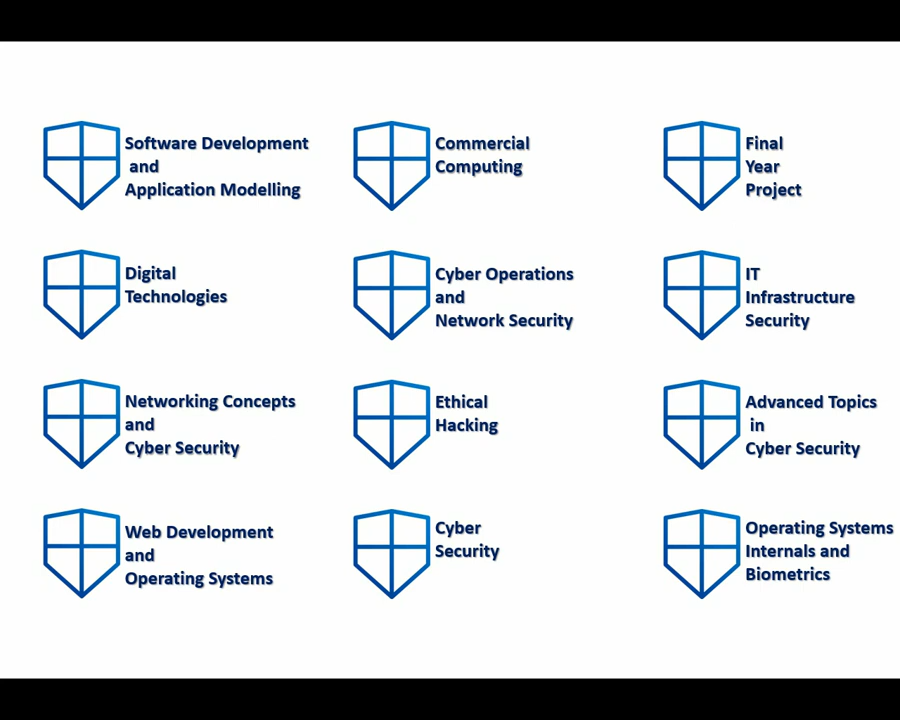 Software Development
and
Application Modelling
Commercial
Computing
Final
Year
Project
Digital
Technologies
Cyber Operations
and
Network Security
IT
Infrastructure
Security
Networking Concepts
and
Cyber Security
Ethical
Hacking
Advanced Topics
in
Cyber Security
Web Development
and
Operating Systems
Cyber
Security
Operating Systems
Internals and
Biometrics